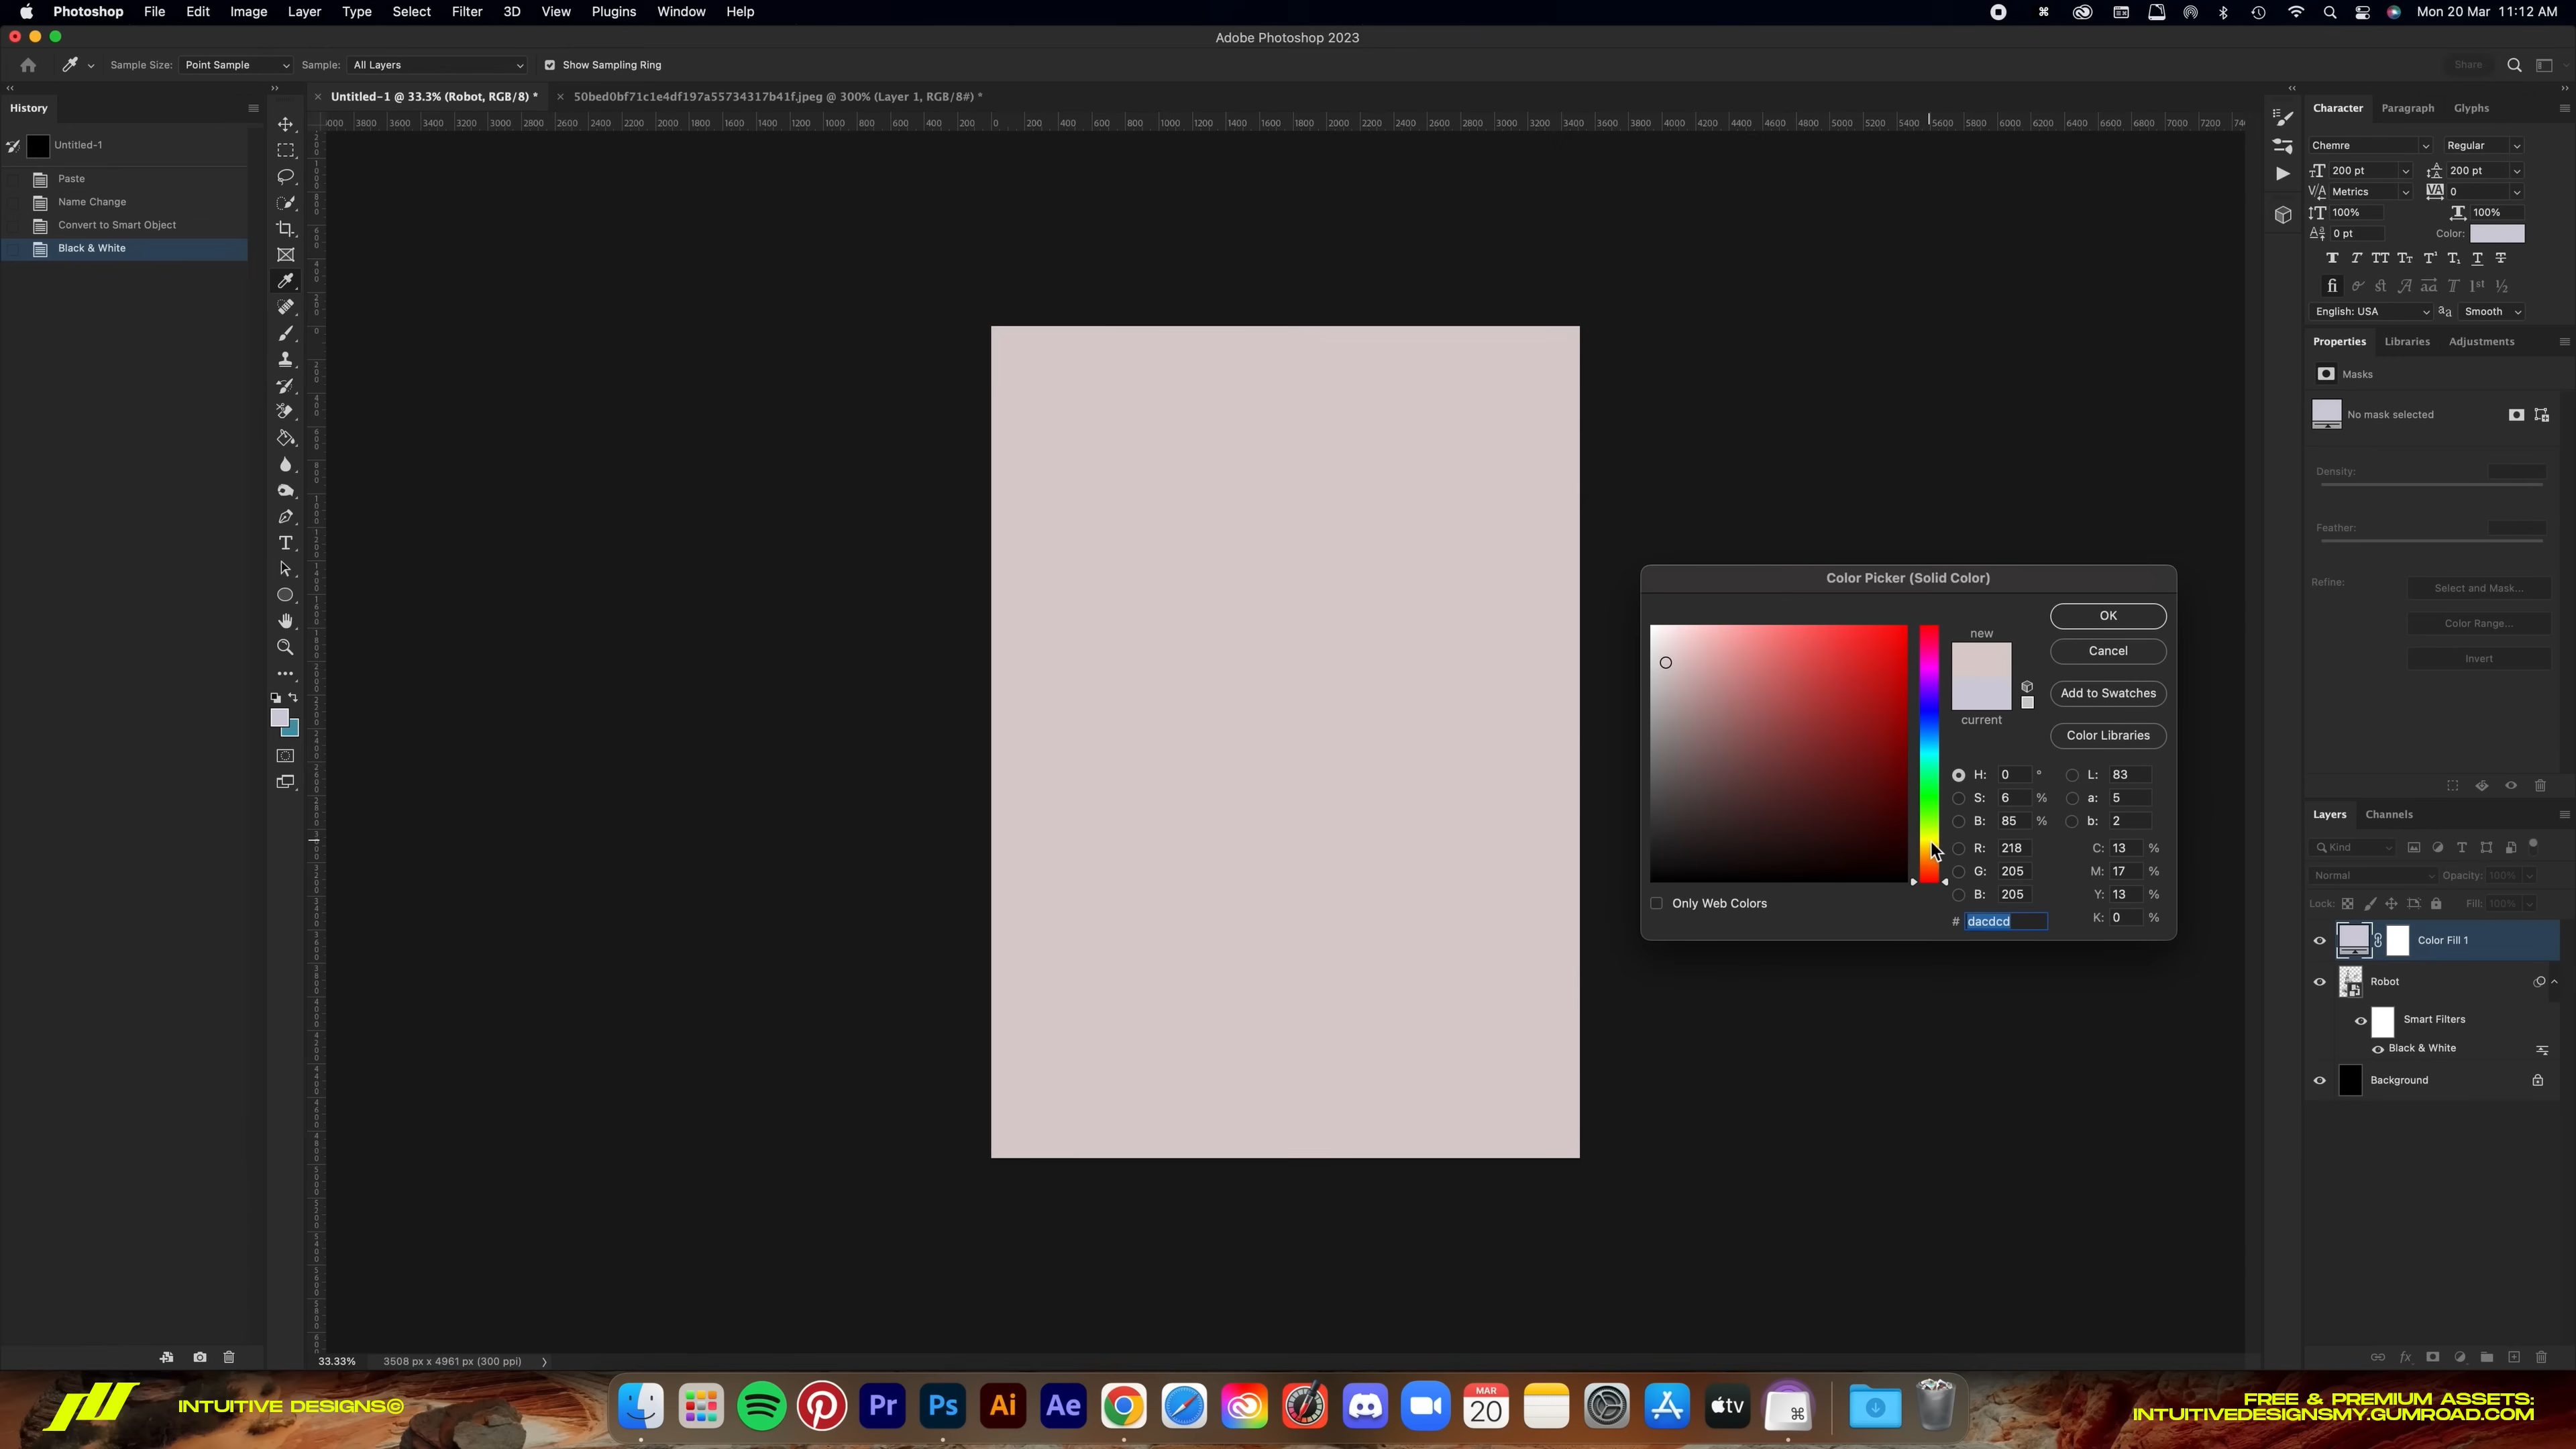 Photoshop File Edit Image Layer Type Select Filter 3D View Plugins Window Help Mon 20 Mar 11:12 AM
Adobe Photoshop 2023
Sample Size: Point Sample Sample: All Layers Show Sampling Ring Share
History
Untitled-1 @ 33.3% (Robot, RGB/8) * 50bed0bf71c1e4df197a55734317b41f.jpeg @ 300% (Layer 1, RGB/8#) *
Character Paragraph Glyphs
Untitled-1
Paste
Name Change
Convert to Smart Object
Black & White
Chemre Regular
200 pt 200 pt
Metrics 0
100% 100%
0 pt Color:
English: USA Smooth
Properties Libraries Adjustments
Masks
No mask selected
Density:
Feather:
Refine: Select and Mask...
Color Range...
Invert
Color Picker (Solid Color)
new
current
OK
Cancel
Add to Swatches
Color Libraries
H: 0 ° L: 83
S: 6 % a: 5
B: 85 % b: 2
R: 218 C: 13 %
G: 205 M: 17 %
B: 205 Y: 13 %
# dacdcd K: 0 %
Only Web Colors
Layers Channels
Kind
Normal Opacity: 100%
Lock: Fill: 100%
Color Fill 1
Robot
Smart Filters
Black & White
Background
33.33% 3508 px x 4961 px (300 ppi)
INTUITIVE DESIGNS©
Pr Ps Ai Ae MAR 20 tv
FREE & PREMIUM ASSETS:
INTUITIVEDESIGNSMY.GUMROAD.COM